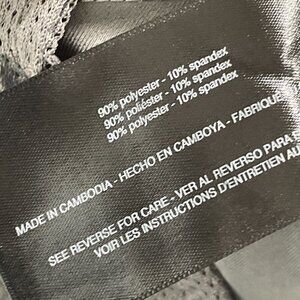 90% polyester - 10% spandex
90% poliéster - 10% spandex
90% polyester - 10% spandex
MADE IN CAMBODIA - HECHO EN CAMBOYA - FABRIQUÉ
SEE REVERSE FOR CARE - VER AL REVERSO PARA
VOIR LES INSTRUCTIONS D'ENTRETIEN AU